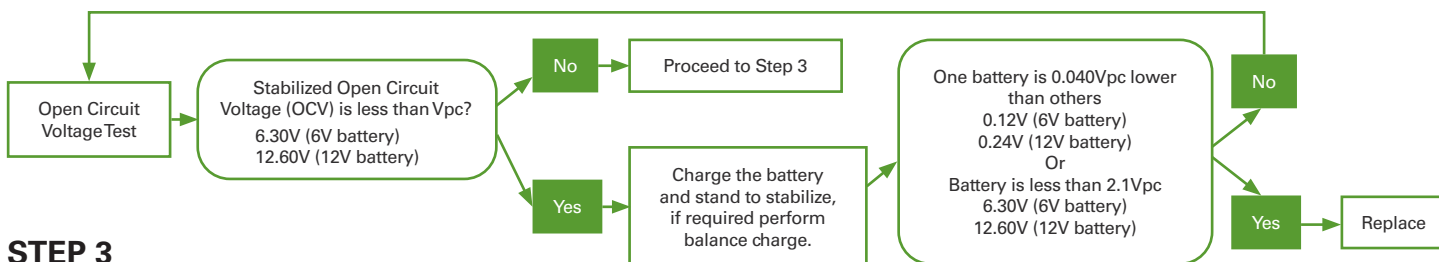 Open Circuit
Voltage Test
Stabilized Open Circuit
Voltage (OCV) is less than Vpc?
6.30V (6V battery)
12.60V (12V battery)
No
Proceed to Step 3
Yes
Charge the battery
and stand to stabilize,
if required perform
balance charge.
One battery is 0.040Vpc lower
than others
0.12V (6V battery)
0.24V (12V battery)
Or
Battery is less than 2.1Vpc
6.30V (6V battery)
12.60V (12V battery)
No
Yes
Replace
STEP 3